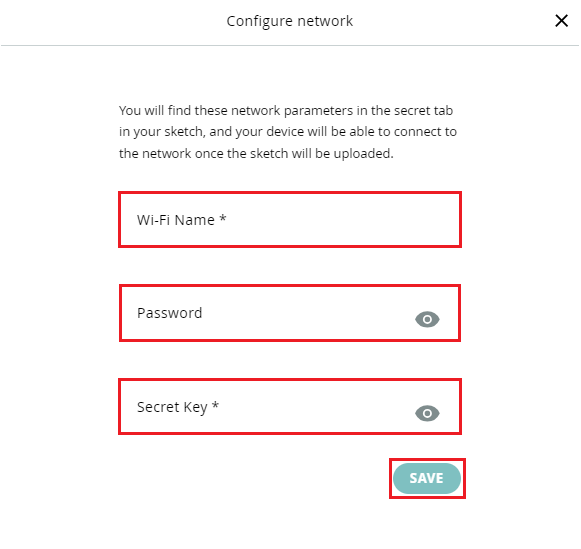 Configure network
You will find these network parameters in the secret tab
in your sketch, and your device will be able to connect to
the network once the sketch will be uploaded.
Wi-Fi Name *
Password
Secret Key *
SAVE